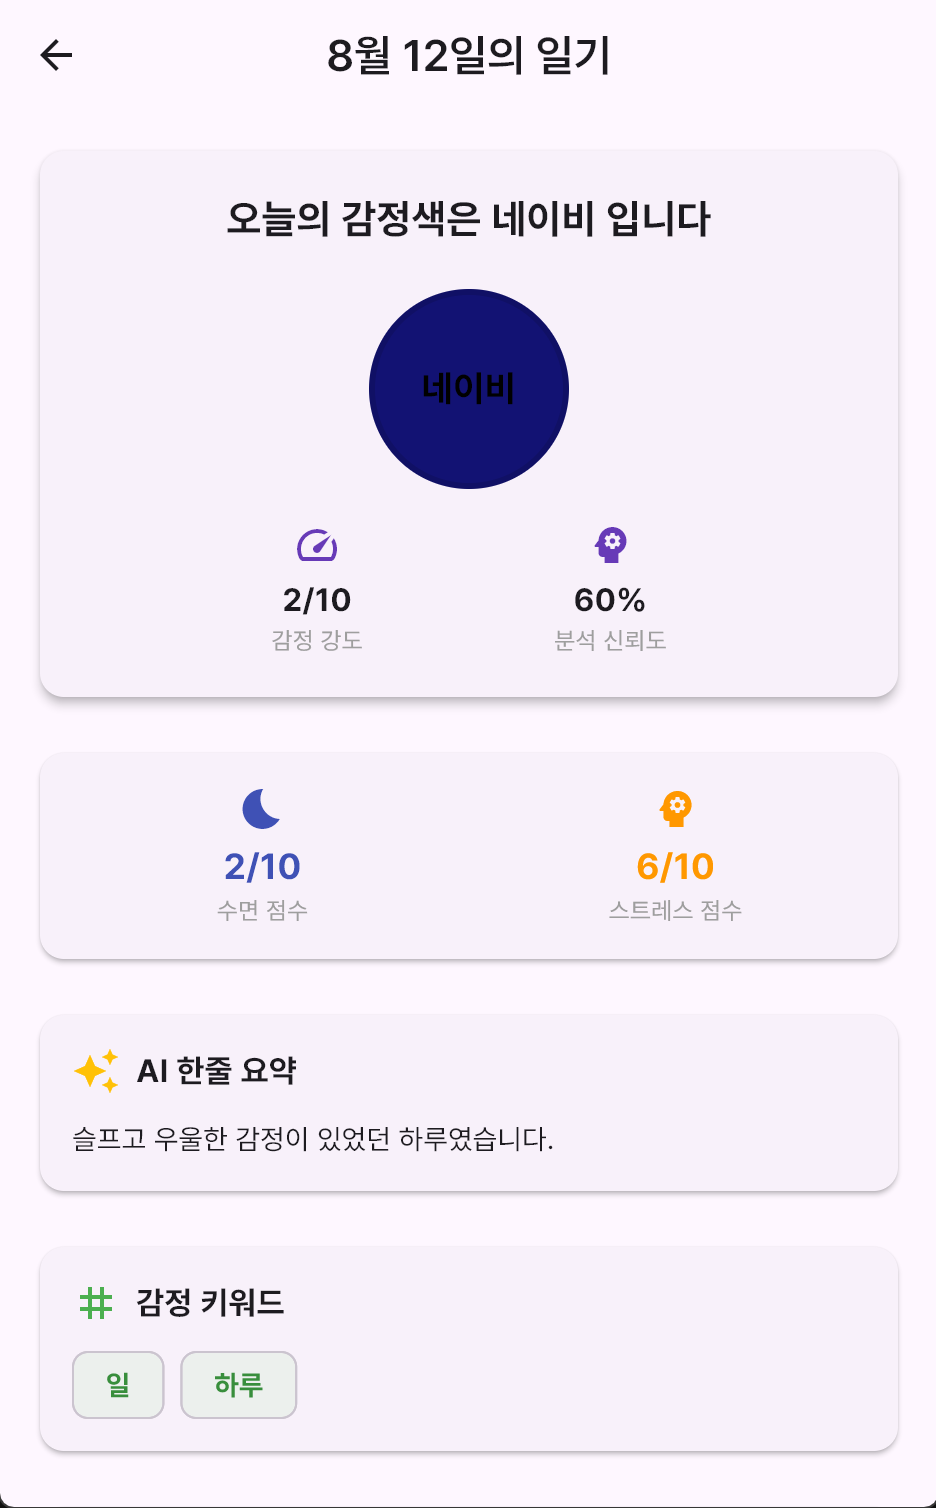 8월 12일의 일기
오늘의 감정색은 네이비 입니다
네이비
2/10
감정 강도
60%
분석 신뢰도
2/10
수면 점수
6/10
스트레스 점수
AI 한줄 요약
슬프고 우울한 감정이 있었던 하루였습니다.
감정 키워드
일
하루